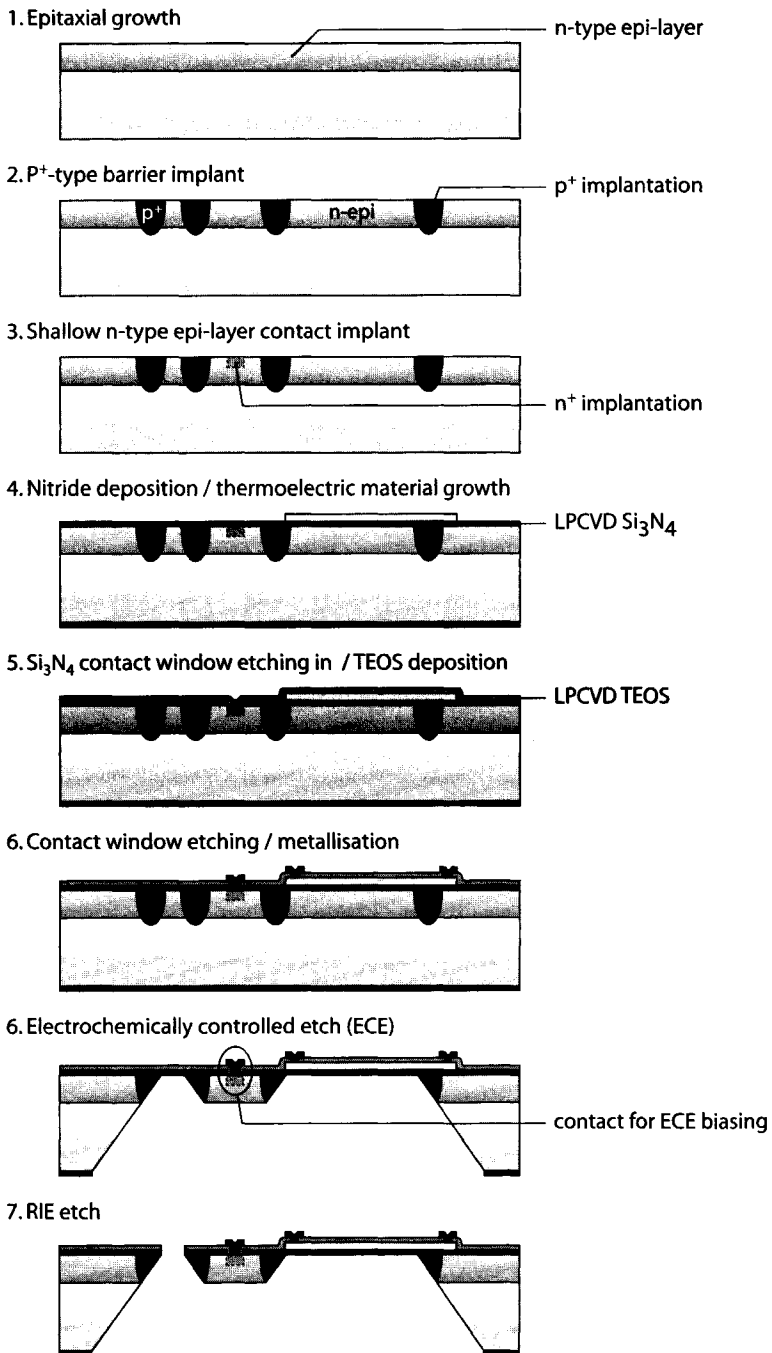 1. Epitaxial growth
n-type epi-layer
2. P⁺-type barrier implant
p⁺ implantation
p⁺
n-epi
3. Shallow n-type epi-layer contact implant
n⁺ implantation
4. Nitride deposition / thermoelectric material growth
LPCVD Si₃N₄
5. Si₃N₄ contact window etching in / TEOS deposition
LPCVD TEOS
6. Contact window etching / metallisation
6. Electrochemically controlled etch (ECE)
contact for ECE biasing
7. RIE etch